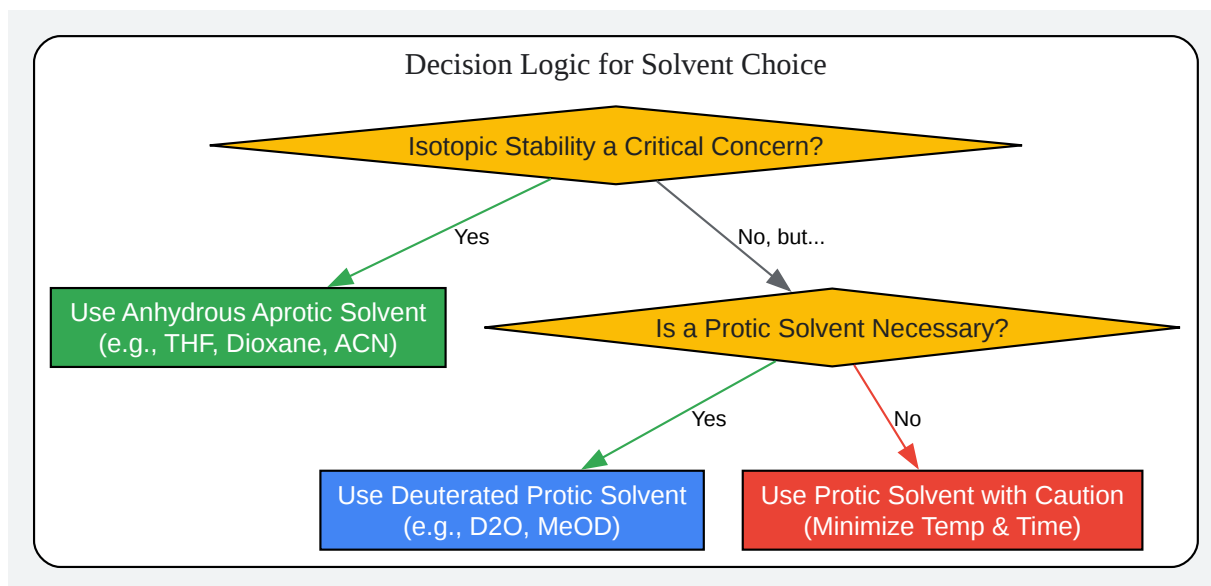 Decision Logic for Solvent Choice
Isotopic Stability a Critical Concern?
Yes
No, but...
Use Anhydrous Aprotic Solvent
(e.g., THF, Dioxane, ACN)
Is a Protic Solvent Necessary?
Yes
No
Use Deuterated Protic Solvent
(e.g., D2O, MeOD)
Use Protic Solvent with Caution
(Minimize Temp & Time)